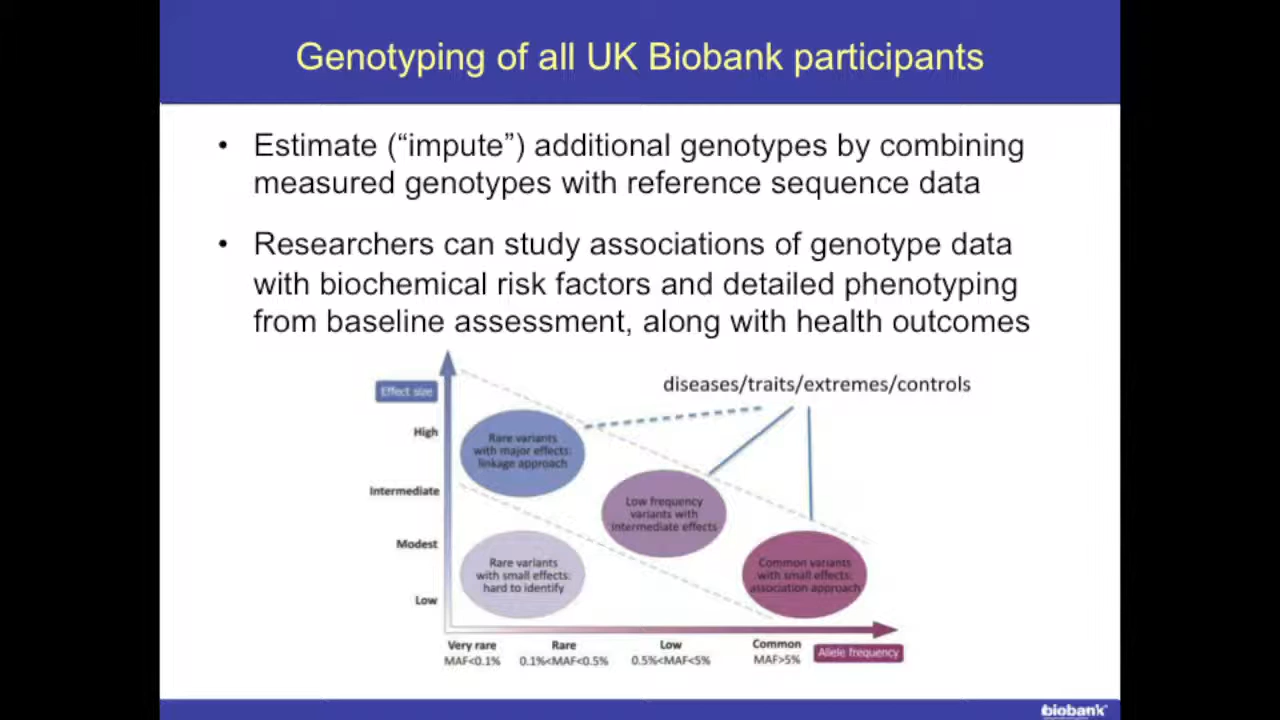 Genotyping of all UK Biobank participants
• Estimate (“impute”) additional genotypes by combining
measured genotypes with reference sequence data
• Researchers can study associations of genotype data
with biochemical risk factors and detailed phenotyping
from baseline assessment, along with health outcomes
diseases/traits/extremes/controls
Effect size
High
Intermediate
Modest
Low
Rare variants
with major effects:
linkage approach
Low frequency
variants with
intermediate effects
Rare variants
with small effects:
hard to identify
Common variants
with small effects:
association approach
Very rare
MAF<0.1%
Rare
0.1%<MAF<0.5%
Low
0.5%<MAF<5%
Common
MAF>5%
Allele frequency
biobank